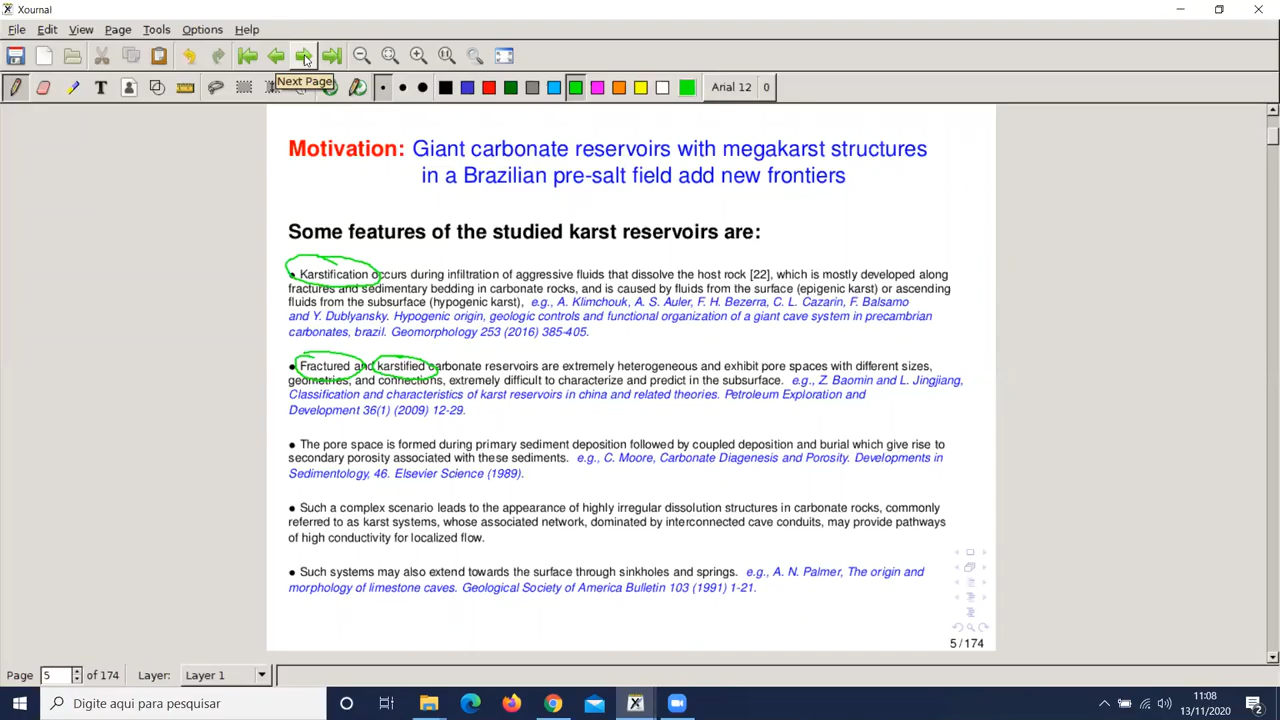 Xournal
File Edit View Page Tools Options Help
Next Page
Arial 12 0
Motivation: Giant carbonate reservoirs with megakarst structures
in a Brazilian pre-salt field add new frontiers
Some features of the studied karst reservoirs are:
● Karstification occurs during infiltration of aggressive fluids that dissolve the host rock [22], which is mostly developed along
fractures and sedimentary bedding in carbonate rocks, and is caused by fluids from the surface (epigenic karst) or ascending
fluids from the subsurface (hypogenic karst), e.g., A. Klimchouk, A. S. Auler, F. H. Bezerra, C. L. Cazarin, F. Balsamo
and Y. Dublyansky. Hypogenic origin, geologic controls and functional organization of a giant cave system in precambrian
carbonates, brazil. Geomorphology 253 (2016) 385-405.
● Fractured and karstified carbonate reservoirs are extremely heterogeneous and exhibit pore spaces with different sizes,
geometries, and connections, extremely difficult to characterize and predict in the subsurface. e.g., Z. Baomin and L. Jingjiang,
Classification and characteristics of karst reservoirs in china and related theories. Petroleum Exploration and
Development 36(1) (2009) 12-29.
● The pore space is formed during primary sediment deposition followed by coupled deposition and burial which give rise to
secondary porosity associated with these sediments. e.g., C. Moore, Carbonate Diagenesis and Porosity. Developments in
Sedimentology, 46. Elsevier Science (1989).
● Such a complex scenario leads to the appearance of highly irregular dissolution structures in carbonate rocks, commonly
referred to as karst systems, whose associated network, dominated by interconnected cave conduits, may provide pathways
of high conductivity for localized flow.
● Such systems may also extend towards the surface through sinkholes and springs. e.g., A. N. Palmer, The origin and
morphology of limestone caves. Geological Society of America Bulletin 103 (1991) 1-21.
5 / 174
Page 5 of 174 Layer: Layer 1
Digite aqui para pesquisar
11:08
13/11/2020
2